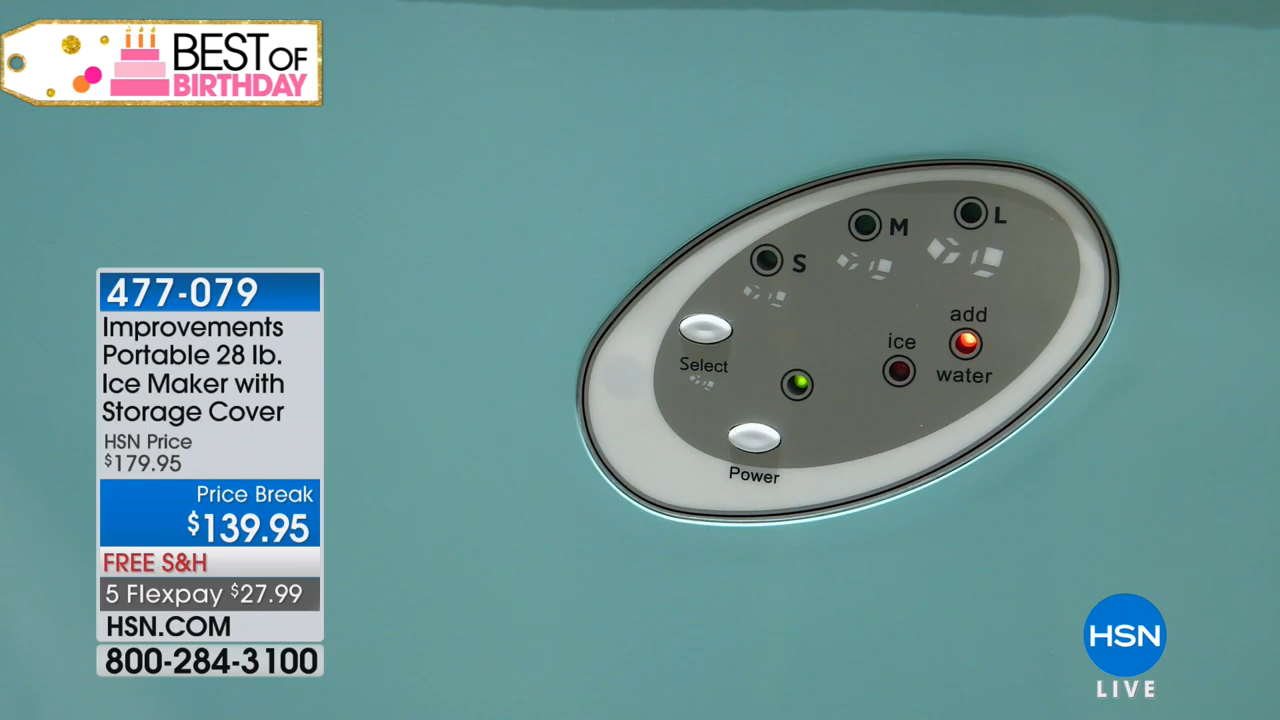 BEST OF
BIRTHDAY
477-079
Improvements
Portable 28 lb.
Ice Maker with
Storage Cover
HSN Price
$179.95
Price Break
$139.95
FREE S&H
5 Flexpay $27.99
HSN.COM
800-284-3100
S
M
L
Select
Power
ice
add
water
HSN
LIVE